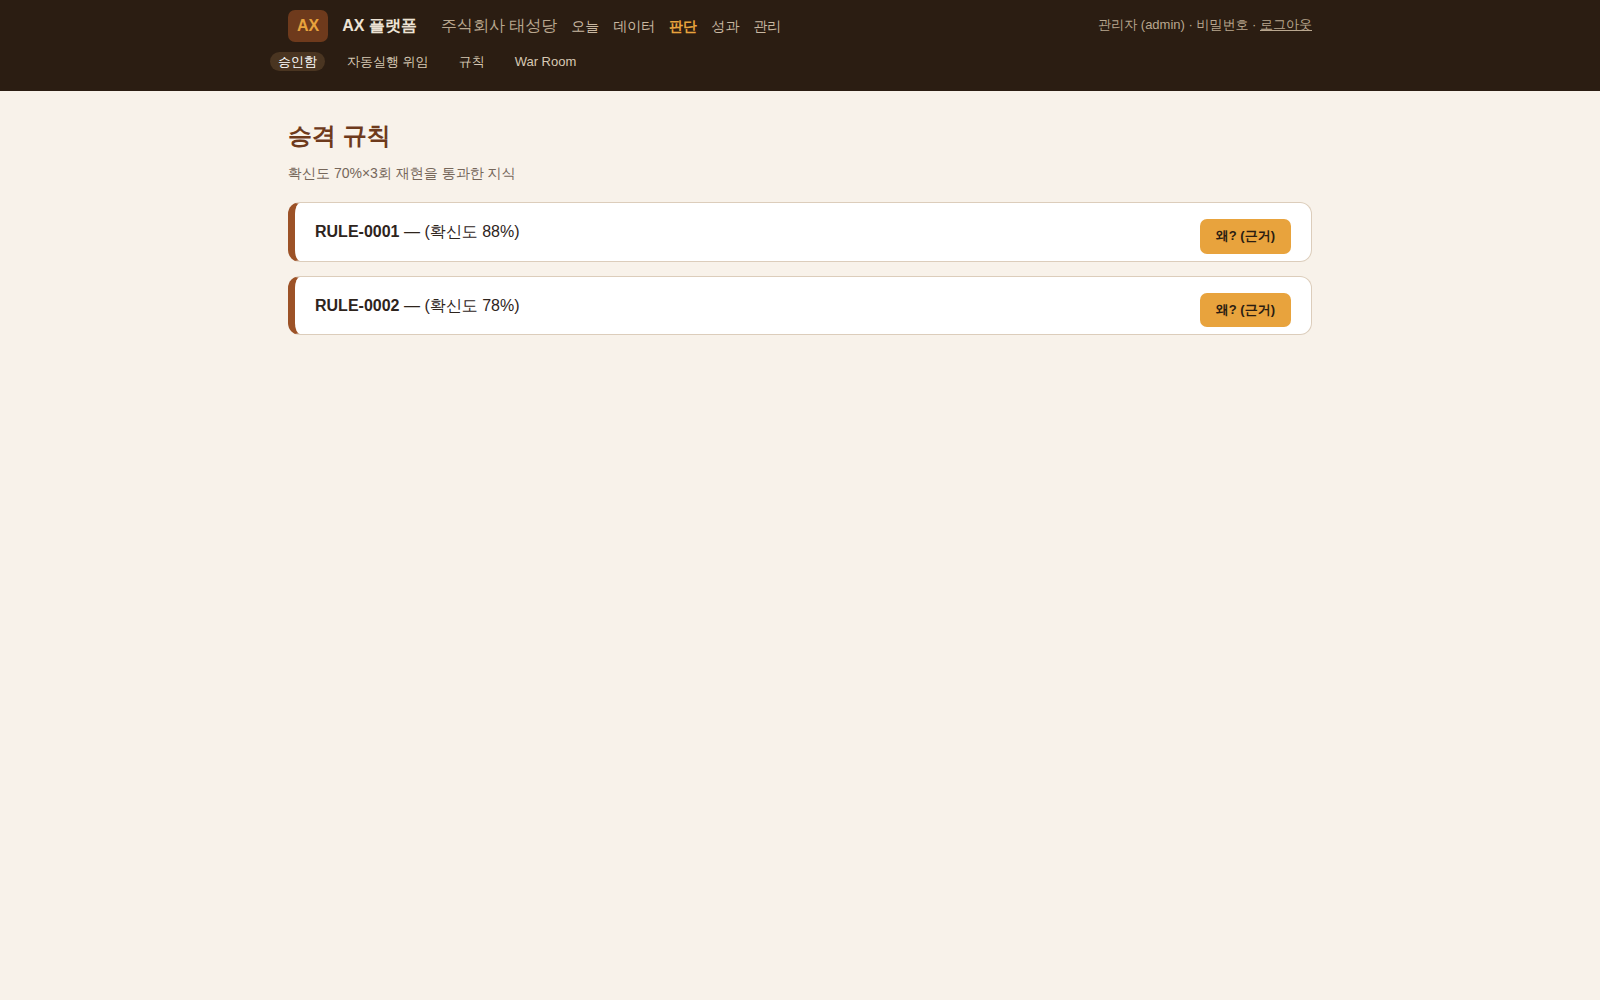 AX AX 플랫폼 주식회사 태성당 오늘 데이터 판단 성과 관리 관리자 (admin) · 비밀번호 · 로그아웃
승인함 자동실행 위임 규칙 War Room
승격 규칙
확신도 70%×3회 재현을 통과한 지식
RULE-0001 — (확신도 88%) 왜? (근거)
RULE-0002 — (확신도 78%) 왜? (근거)